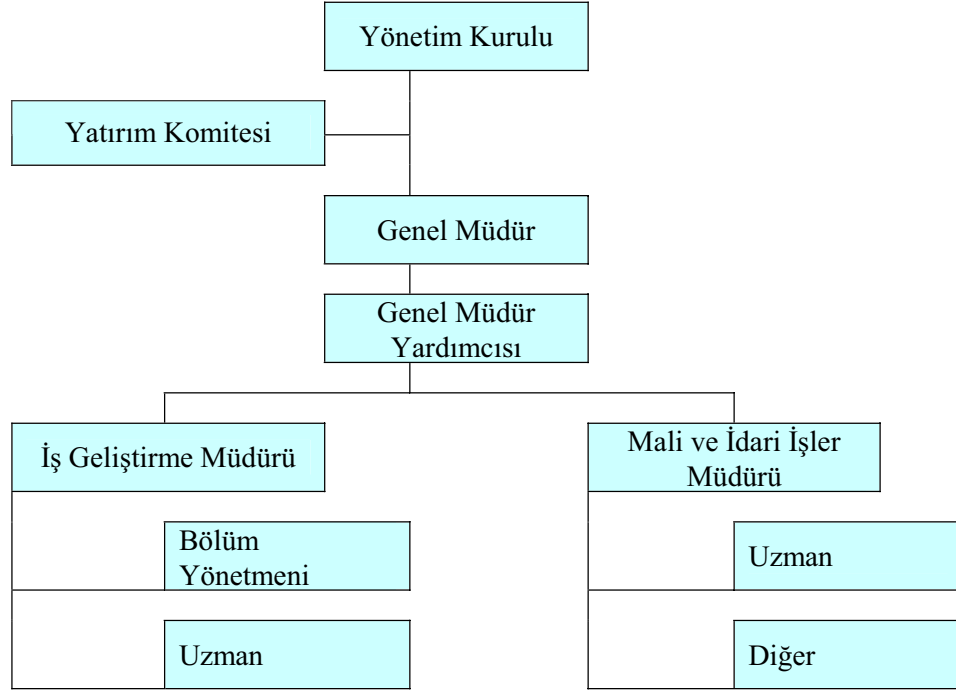 Yönetim Kurulu
Yatırım Komitesi
Genel Müdür
Genel Müdür
Yardımcısı
İş Geliştirme Müdürü
Mali ve İdari İşler
Müdürü
Bölüm
Yönetmeni
Uzman
Uzman
Diğer